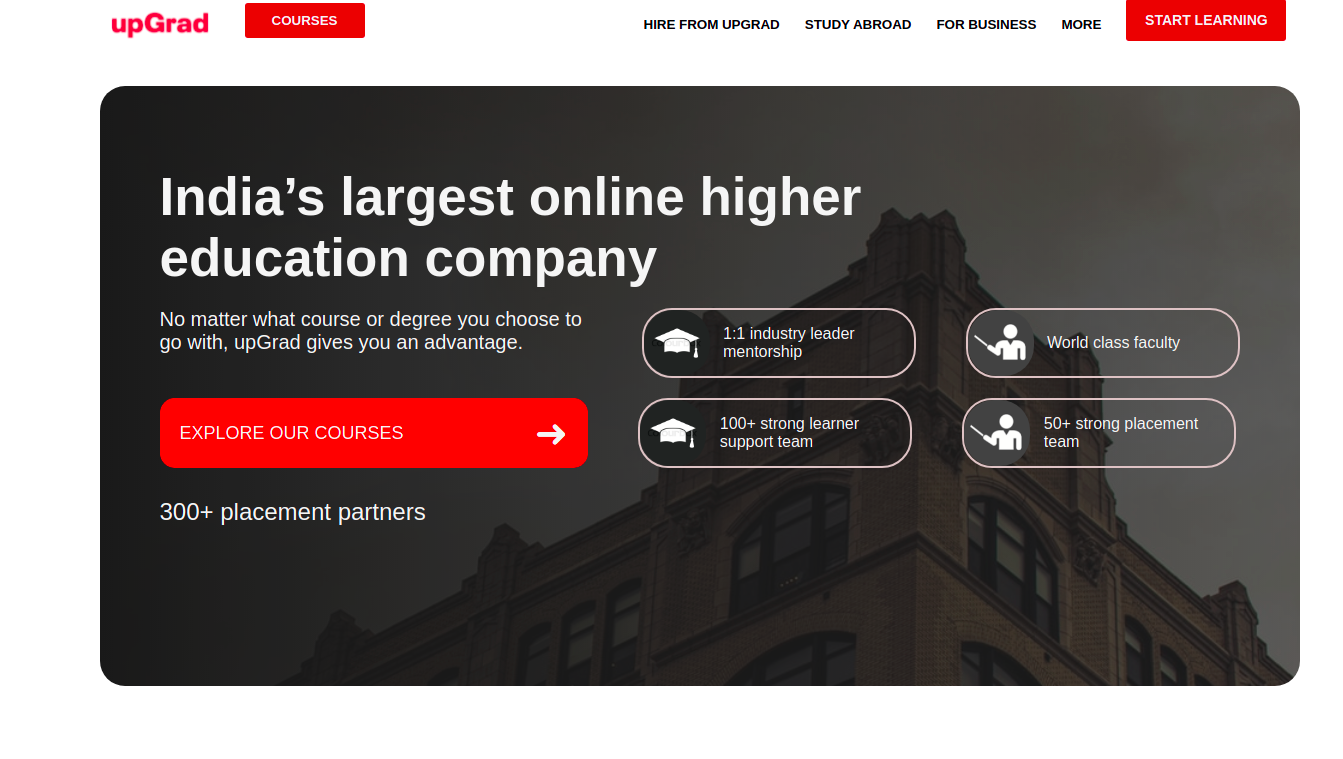 upGrad
COURSES
HIRE FROM UPGRAD
STUDY ABROAD
FOR BUSINESS
MORE
START LEARNING
India’s largest online higher
education company
No matter what course or degree you choose to
go with, upGrad gives you an advantage.
1:1 industry leader
mentorship
World class faculty
EXPLORE OUR COURSES
100+ strong learner
support team
50+ strong placement
team
300+ placement partners